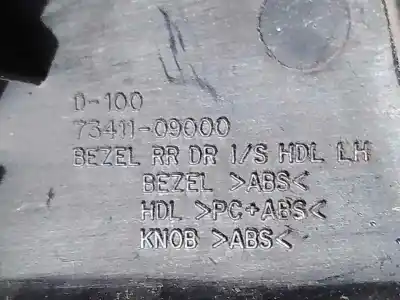 D-100
73411-09000
BEZEL RR DR I/S HDL LH
BEZEL >ABS<
HDL >PC+ABS<
KNOB >ABS<